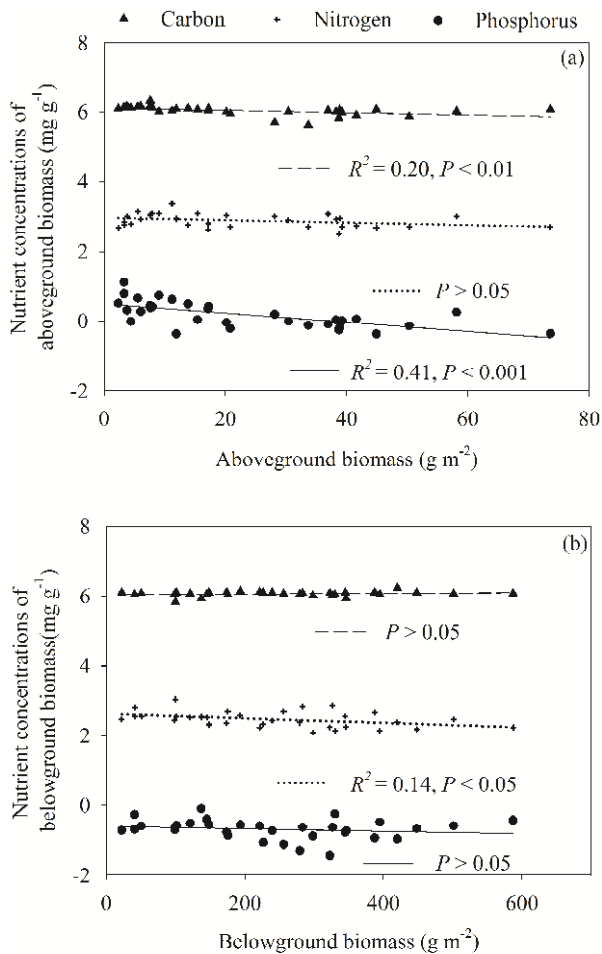 Carbon Nitrogen Phosphorus
(a)
Nutrient concentrations of
aboveground biomass (mg g⁻¹)
8
6
4
2
0
-2
R² = 0.20, P < 0.01
P > 0.05
R² = 0.41, P < 0.001
0 20 40 60 80
Aboveground biomass (g m⁻²)
(b)
Nutrient concentrations of
belowground biomass(mg g⁻¹)
8
6
4
2
0
-2
P > 0.05
R² = 0.14, P < 0.05
P > 0.05
0 200 400 600
Belowground biomass (g m⁻²)